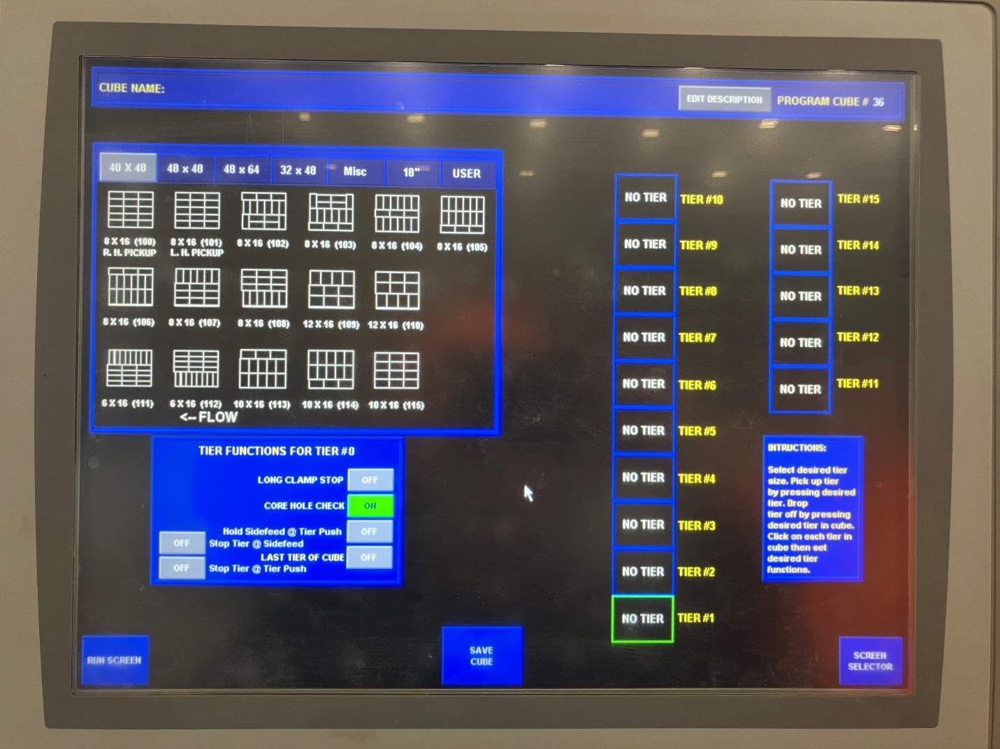 CUBE NAME:
EDIT DESCRIPTION
PROGRAM CUBE # 36
40 X 48
48 x 48
48 x 64
32 x 48
Misc
18"
USER
8 X 16 (100)
R. H. PICKUP
8 X 16 (101)
L. H. PICKUP
8 X 16 (102)
8 X 16 (103)
8 X 16 (104)
8 X 16 (105)
8 X 16 (106)
8 X 16 (107)
8 X 16 (108)
12 X 16 (109)
12 X 16 (110)
6 X 16 (111)
6 X 16 (112)
10 X 16 (113)
10 X 16 (114)
10 X 16 (115)
<-- FLOW
TIER FUNCTIONS FOR TIER #0
LONG CLAMP STOP OFF
CORE HOLE CHECK ON
Hold Sidefeed @ Tier Push OFF
OFF Stop Tier @ Sidefeed
LAST TIER OF CUBE OFF
OFF Stop Tier @ Tier Push
NO TIER TIER #10
NO TIER TIER #9
NO TIER TIER #8
NO TIER TIER #7
NO TIER TIER #6
NO TIER TIER #5
NO TIER TIER #4
NO TIER TIER #3
NO TIER TIER #2
NO TIER TIER #1
NO TIER TIER #15
NO TIER TIER #14
NO TIER TIER #13
NO TIER TIER #12
NO TIER TIER #11
INTRUCTIONS:
Select desired tier
size. Pick up tier
by pressing desired
tier. Drop
tier off by pressing
desired tier in cube.
Click on each tier in
cube then set
desired tier
functions.
RUN SCREEN
SAVE
CUBE
SCREEN
SELECTOR